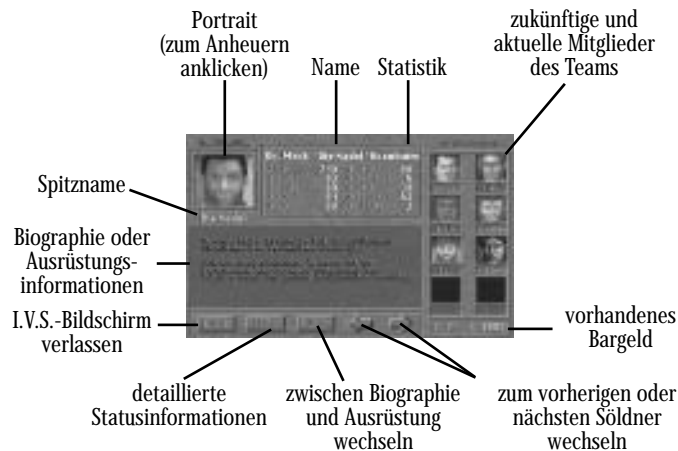 Portrait
(zum Anheuern
anklicken)
Name
Statistik
zukünftige und
aktuelle Mitglieder
des Teams
Spitzname
Biographie oder
Ausrüstungs-
informationen
I.V.S.-Bildschirm
verlassen
vorhandenes
Bargeld
detaillierte
Statusinformationen
zwischen Biographie
und Ausrüstung
wechseln
zum vorherigen oder
nächsten Söldner
wechseln